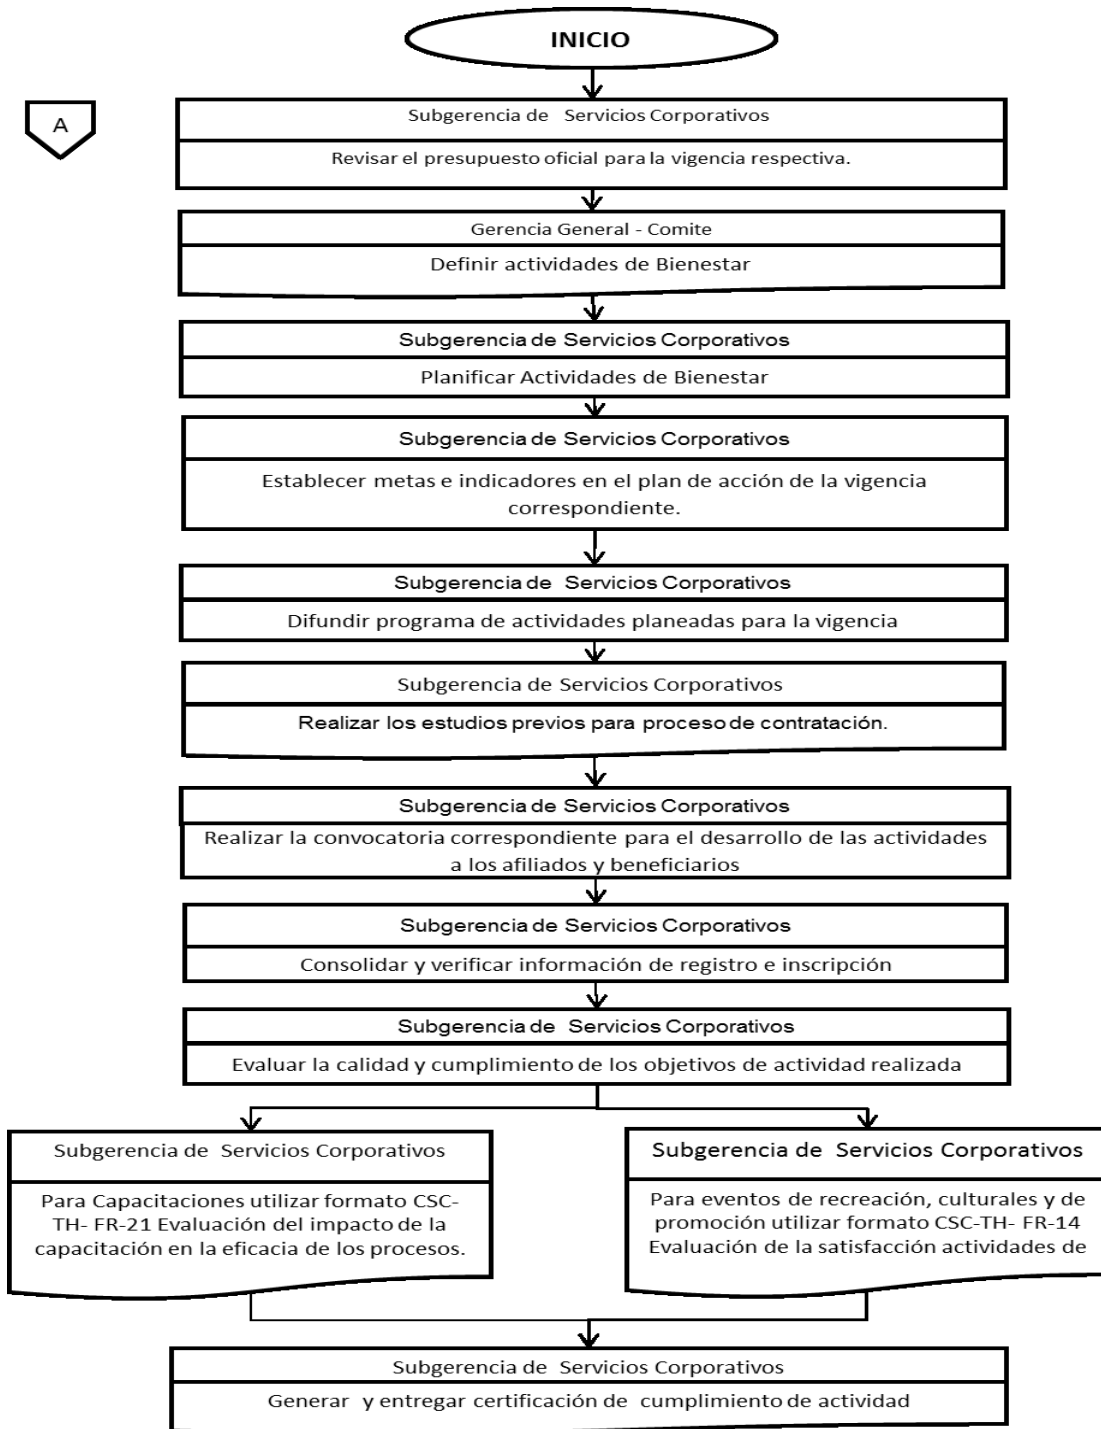 INICIO
A
Subgerencia de Servicios Corporativos
Revisar el presupuesto oficial para la vigencia respectiva.
Gerencia General - Comite
Definir actividades de Bienestar
Subgerencia de Servicios Corporativos
Planificar Actividades de Bienestar
Subgerencia de Servicios Corporativos
Establecer metas e indicadores en el plan de acción de la vigencia
correspondiente.
Subgerencia de Servicios Corporativos
Difundir programa de actividades planeadas para la vigencia
Subgerencia de Servicios Corporativos
Realizar los estudios previos para proceso de contratación.
Subgerencia de Servicios Corporativos
Realizar la convocatoria correspondiente para el desarrollo de las actividades
a los afiliados y beneficiarios
Subgerencia de Servicios Corporativos
Consolidar y verificar información de registro e inscripción
Subgerencia de Servicios Corporativos
Evaluar la calidad y cumplimiento de los objetivos de actividad realizada
Subgerencia de Servicios Corporativos
Para Capacitaciones utilizar formato CSC-
TH- FR-21 Evaluación del impacto de la
capacitación en la eficacia de los procesos.
Subgerencia de Servicios Corporativos
Para eventos de recreación, culturales y de
promoción utilizar formato CSC-TH- FR-14
Evaluación de la satisfacción actividades de
Subgerencia de Servicios Corporativos
Generar y entregar certificación de cumplimiento de actividad